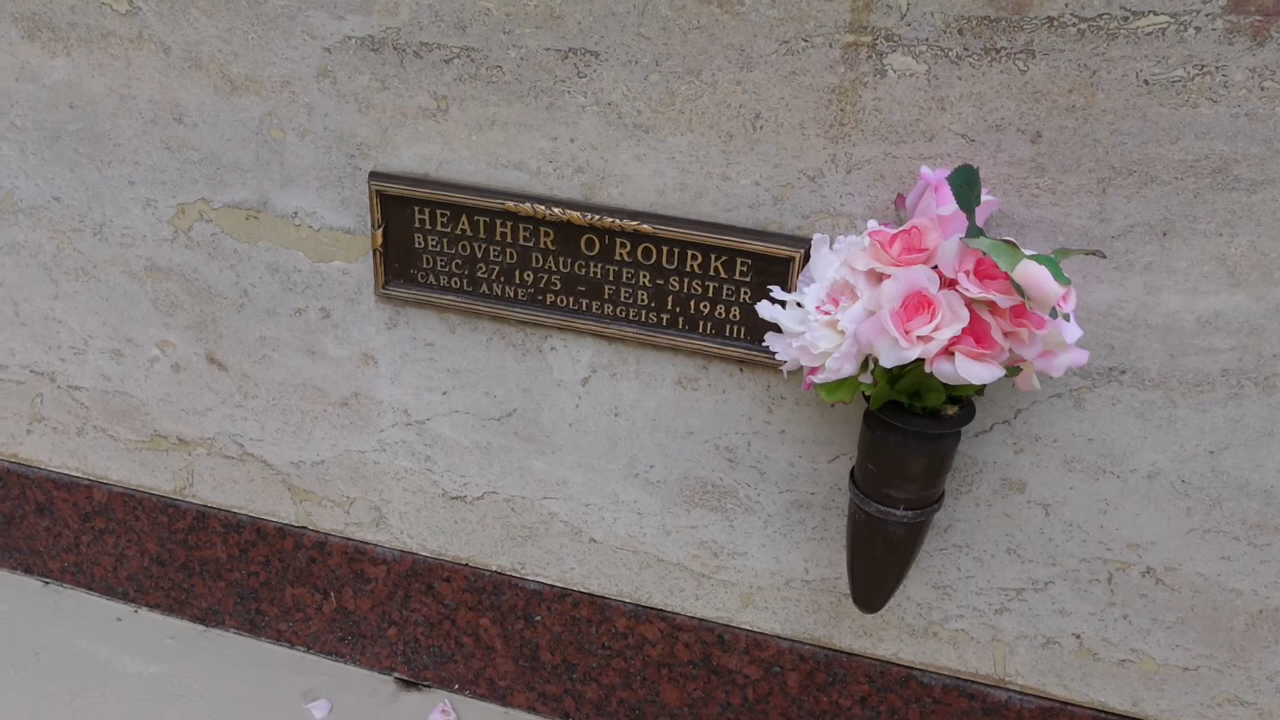 HEATHER O'ROURKE
BELOVED DAUGHTER-SISTER
DEC. 27, 1975 - FEB. 1, 1988
"CAROL ANNE"-POLTERGEIST I. II. III.